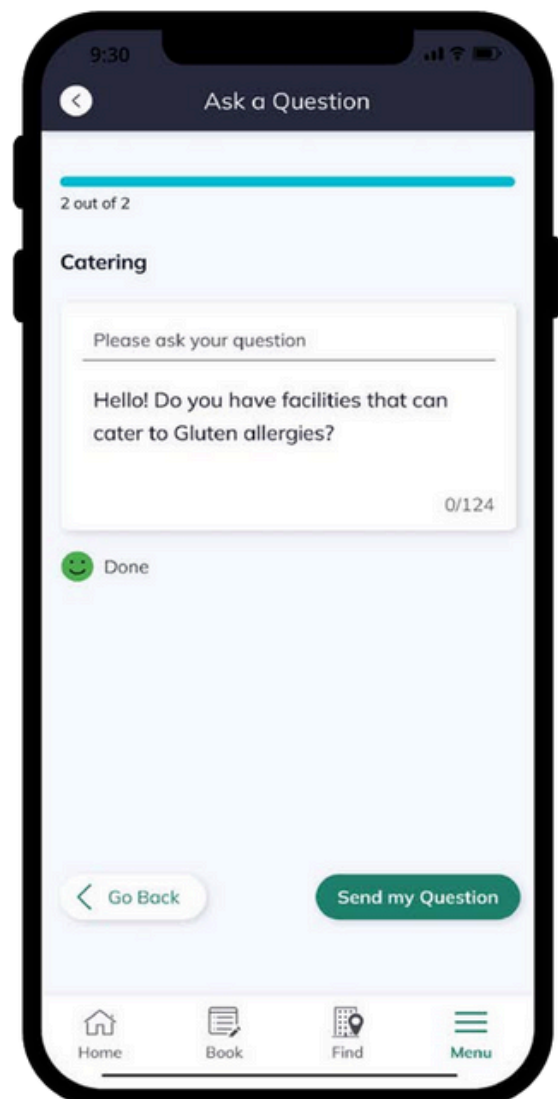 9:30
Ask a Question
2 out of 2
Catering
Please ask your question
Hello! Do you have facilities that can
cater to Gluten allergies?
0/124
Done
Go Back
Send my Question
Home
Book
Find
Menu